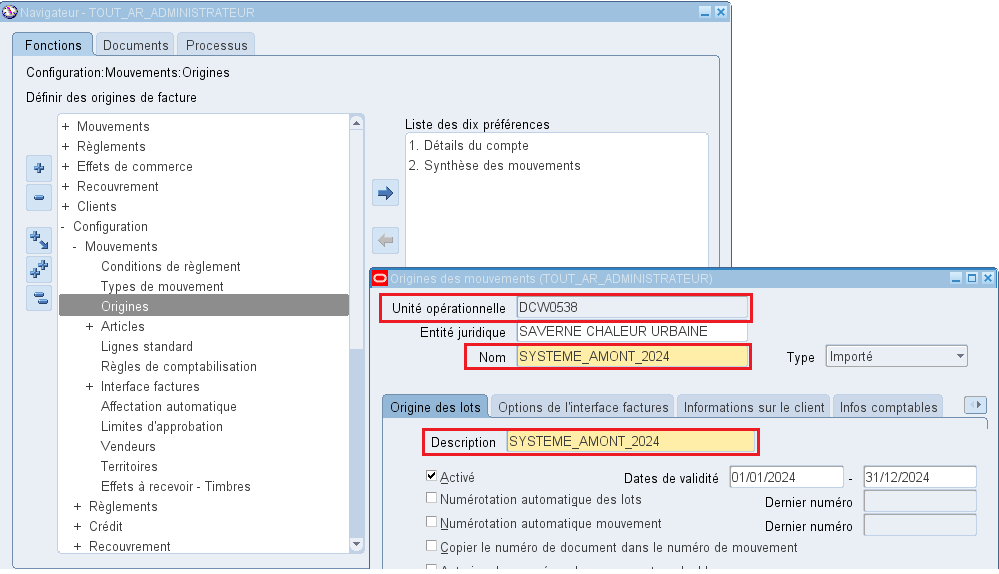 Navigateur - TOUT_AR_ADMINISTRATEUR
Fonctions Documents Processus
Configuration:Mouvements:Origines
Définir des origines de facture
+ Mouvements
+ Règlements
+ Effets de commerce
+ Recouvrement
+ Clients
- Configuration
- Mouvements
Conditions de règlement
Types de mouvement
Origines
+ Articles
Lignes standard
Règles de comptabilisation
+ Interface factures
Affectation automatique
Limites d'approbation
Vendeurs
Territoires
Effets à recevoir - Timbres
+ Règlements
+ Crédit
+ Recouvrement
Liste des dix préférences
1. Détails du compte
2. Synthèse des mouvements
Origines des mouvements (TOUT_AR_ADMINISTRATEUR)
Unité opérationnelle DCW0538
Entité juridique SAVERNE CHALEUR URBAINE
Nom SYSTEME_AMONT_2024 Type Importé
Origine des lots Options de l'interface factures Informations sur le client Infos comptables
Description SYSTEME_AMONT_2024
Activé Dates de validité 01/01/2024 - 31/12/2024
Numérotation automatique des lots Dernier numéro
Numérotation automatique mouvement Dernier numéro
Copier le numéro de document dans le numéro de mouvement